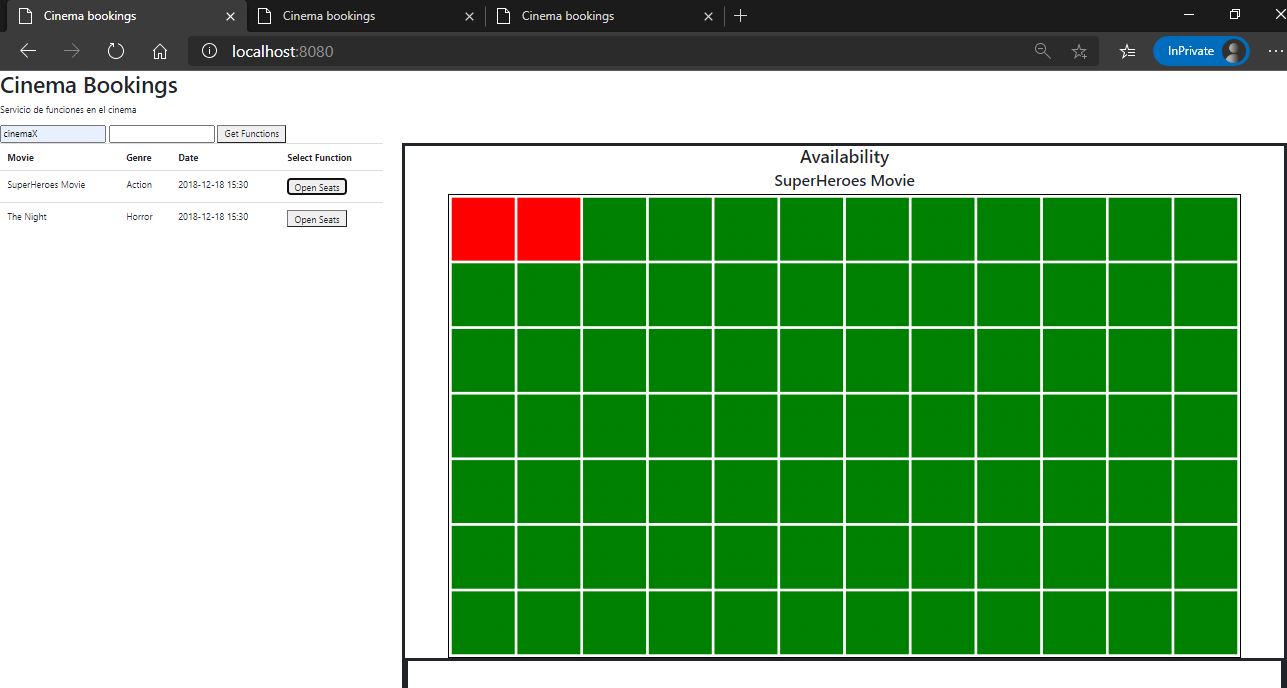 Cinema bookings
Cinema bookings
Cinema bookings
localhost:8080
InPrivate
Cinema Bookings
Servicio de funciones en el cinema
cinemaX
Get Functions
Movie Genre Date Select Function
SuperHeroes Movie Action 2018-12-18 15:30 Open Seats
The Night Horror 2018-12-18 15:30 Open Seats
Availability
SuperHeroes Movie